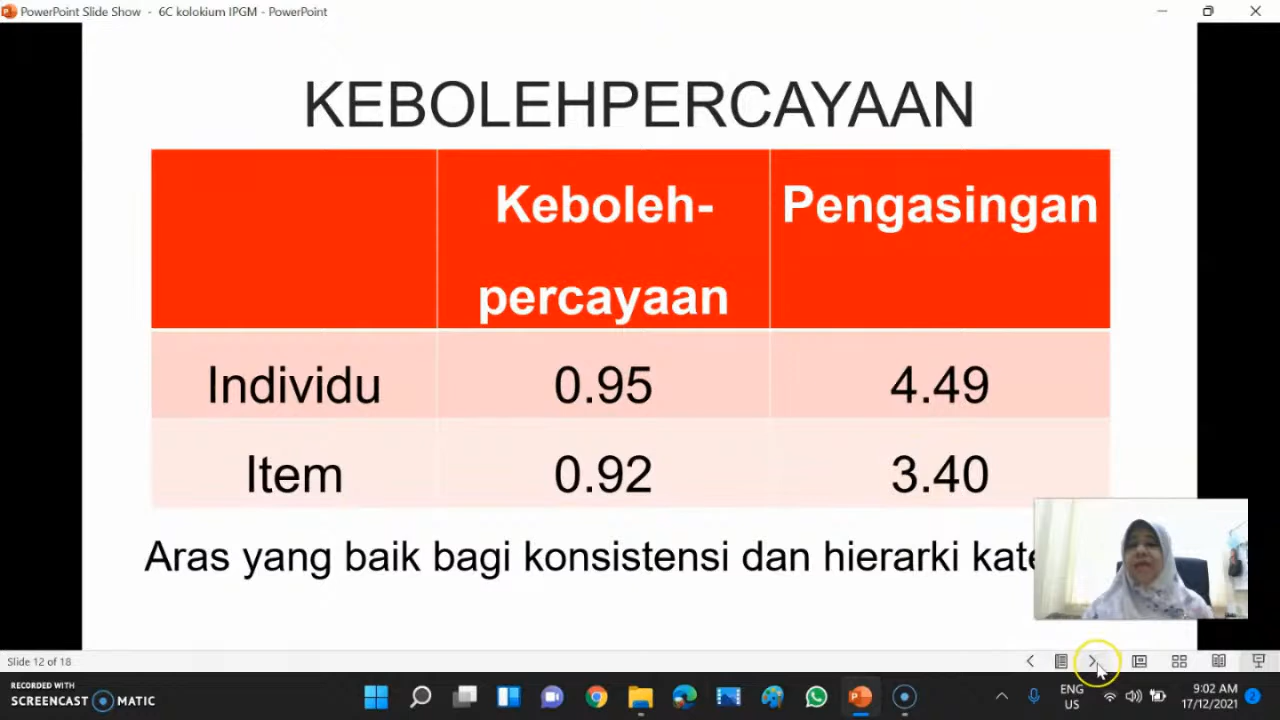 PowerPoint Slide Show - 6C kolokium IPGM - PowerPoint
KEBOLEHPERCAYAAN
Keboleh-
percayaan
Pengasingan
Individu 0.95 4.49
Item 0.92 3.40
Aras yang baik bagi konsistensi dan hierarki
Slide 12 of 18
RECORDED WITH
SCREENCAST MATIC
ENG
US
9:02 AM
17/12/2021
2